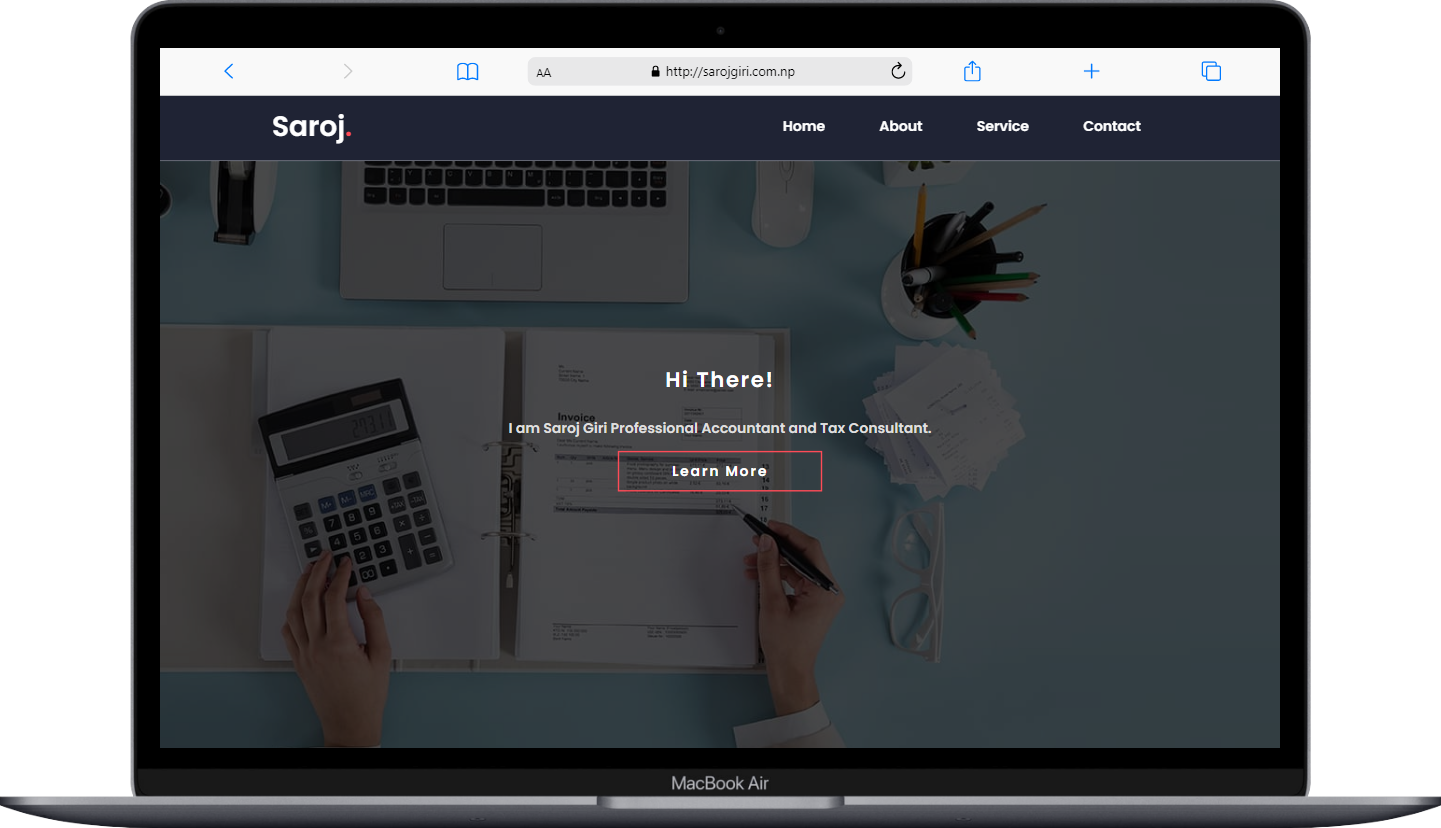 AA
http://sarojgiri.com.np
Saroj.
Home About Service Contact
Hi There!
Invoice
I am Saroj Giri Professional Accountant and Tax Consultant.
Learn More
MacBook Air